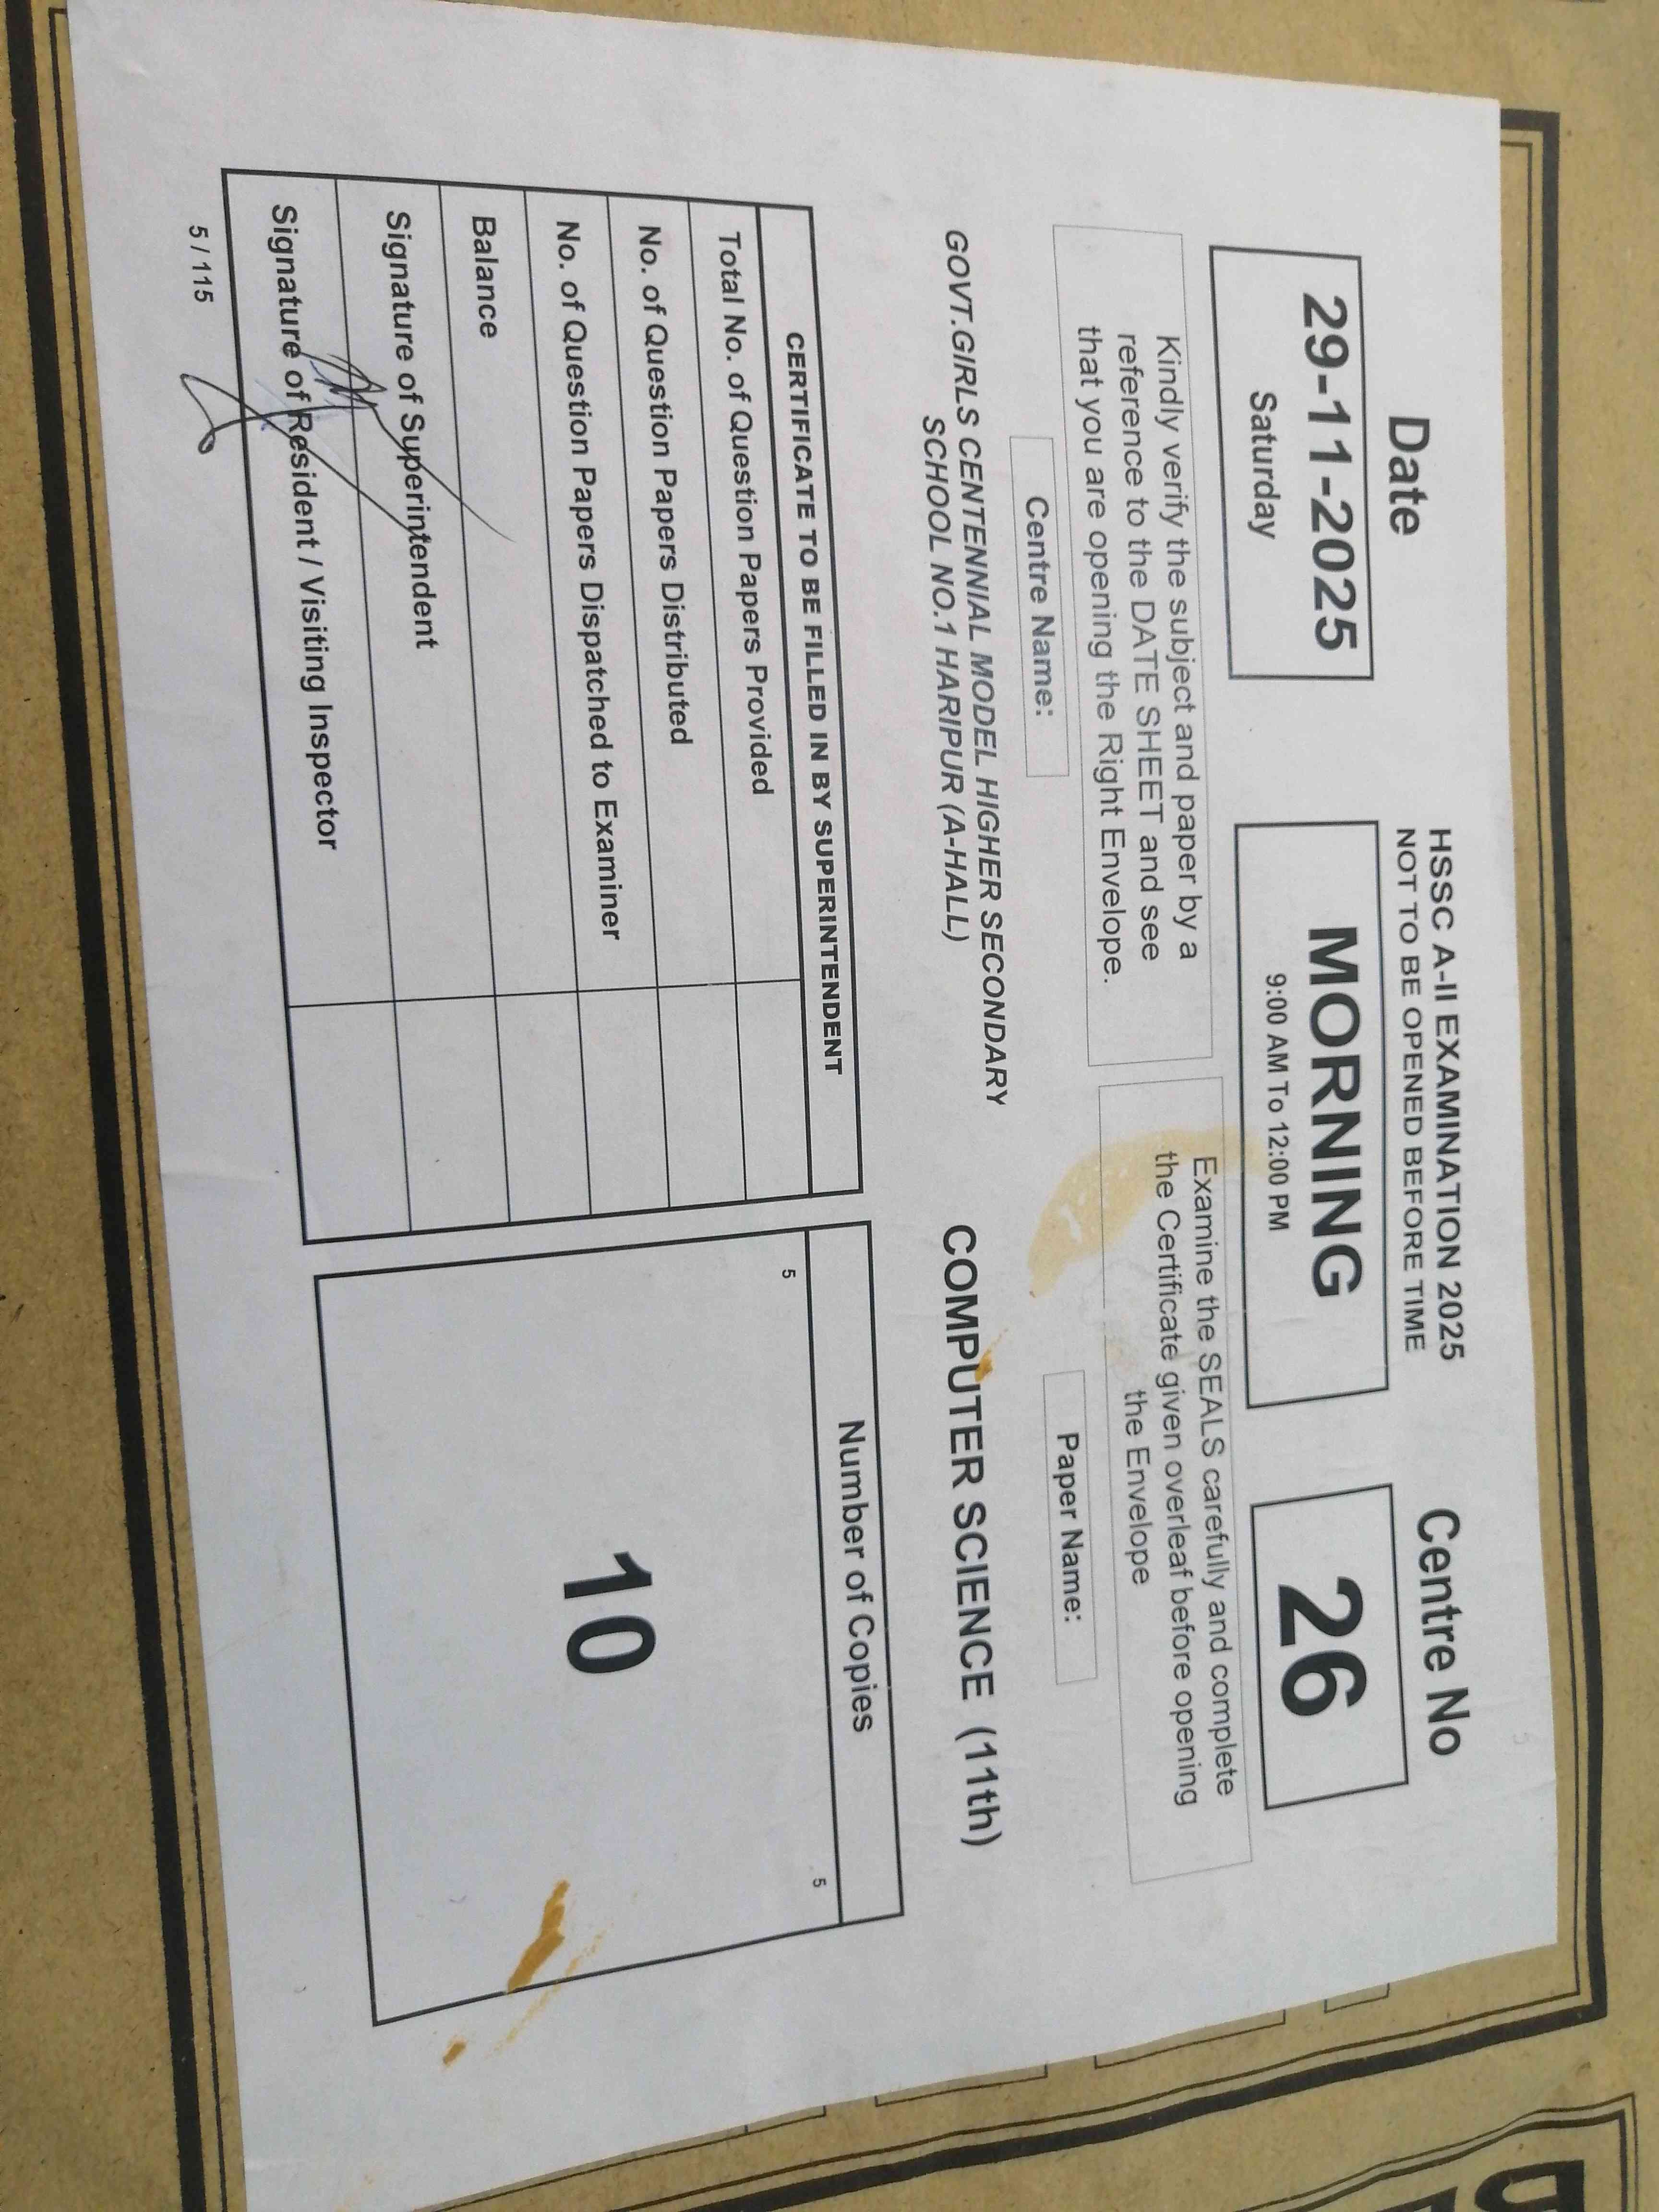 Date
29-11-2025
Saturday
HSSC A-II EXAMINATION 2025
NOT TO BE OPENED BEFORE TIME
MORNING
9:00 AM To 12:00 PM
Centre No
26
Kindly verify the subject and paper by a
reference to the DATE SHEET and see
that you are opening the Right Envelope.
Examine the SEALS carefully and complete
the Certificate given overleaf before opening
the Envelope
Centre Name:
GOVT.GIRLS CENTENNIAL MODEL HIGHER SECONDARY
SCHOOL NO.1 HARIPUR (A-HALL)
Paper Name:
COMPUTER SCIENCE (11th)
CERTIFICATE TO BE FILLED IN BY SUPERINTENDENT
Total No. of Question Papers Provided
No. of Question Papers Distributed
No. of Question Papers Dispatched to Examiner
Balance
Signature of Superintendent
Signature of Resident / Visiting Inspector
Number of Copies
5
5
10
5 / 115